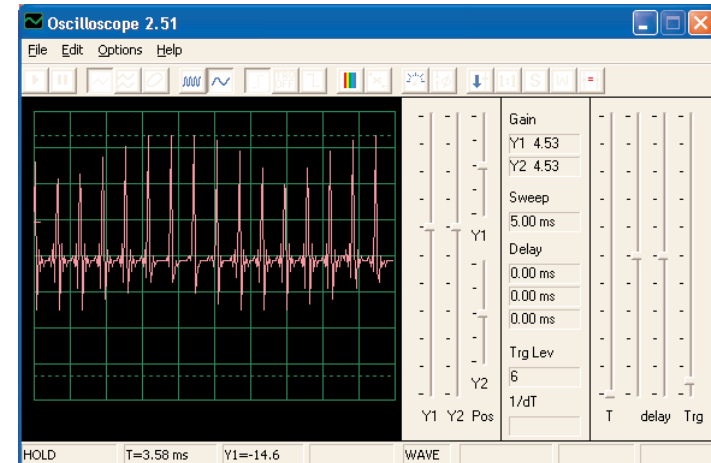 Oscilloscope 2.51
File Edit Options Help
1:1 S W
Gain
Y1 4.53
Y2 4.53
Sweep
5.00 ms
Y1
Delay
0.00 ms
0.00 ms
0.00 ms
Trg Lev
6
Y2
1/dT
Y1 Y2 Pos
T delay Trg
HOLD T=3.58 ms Y1=-14.6 WAVE